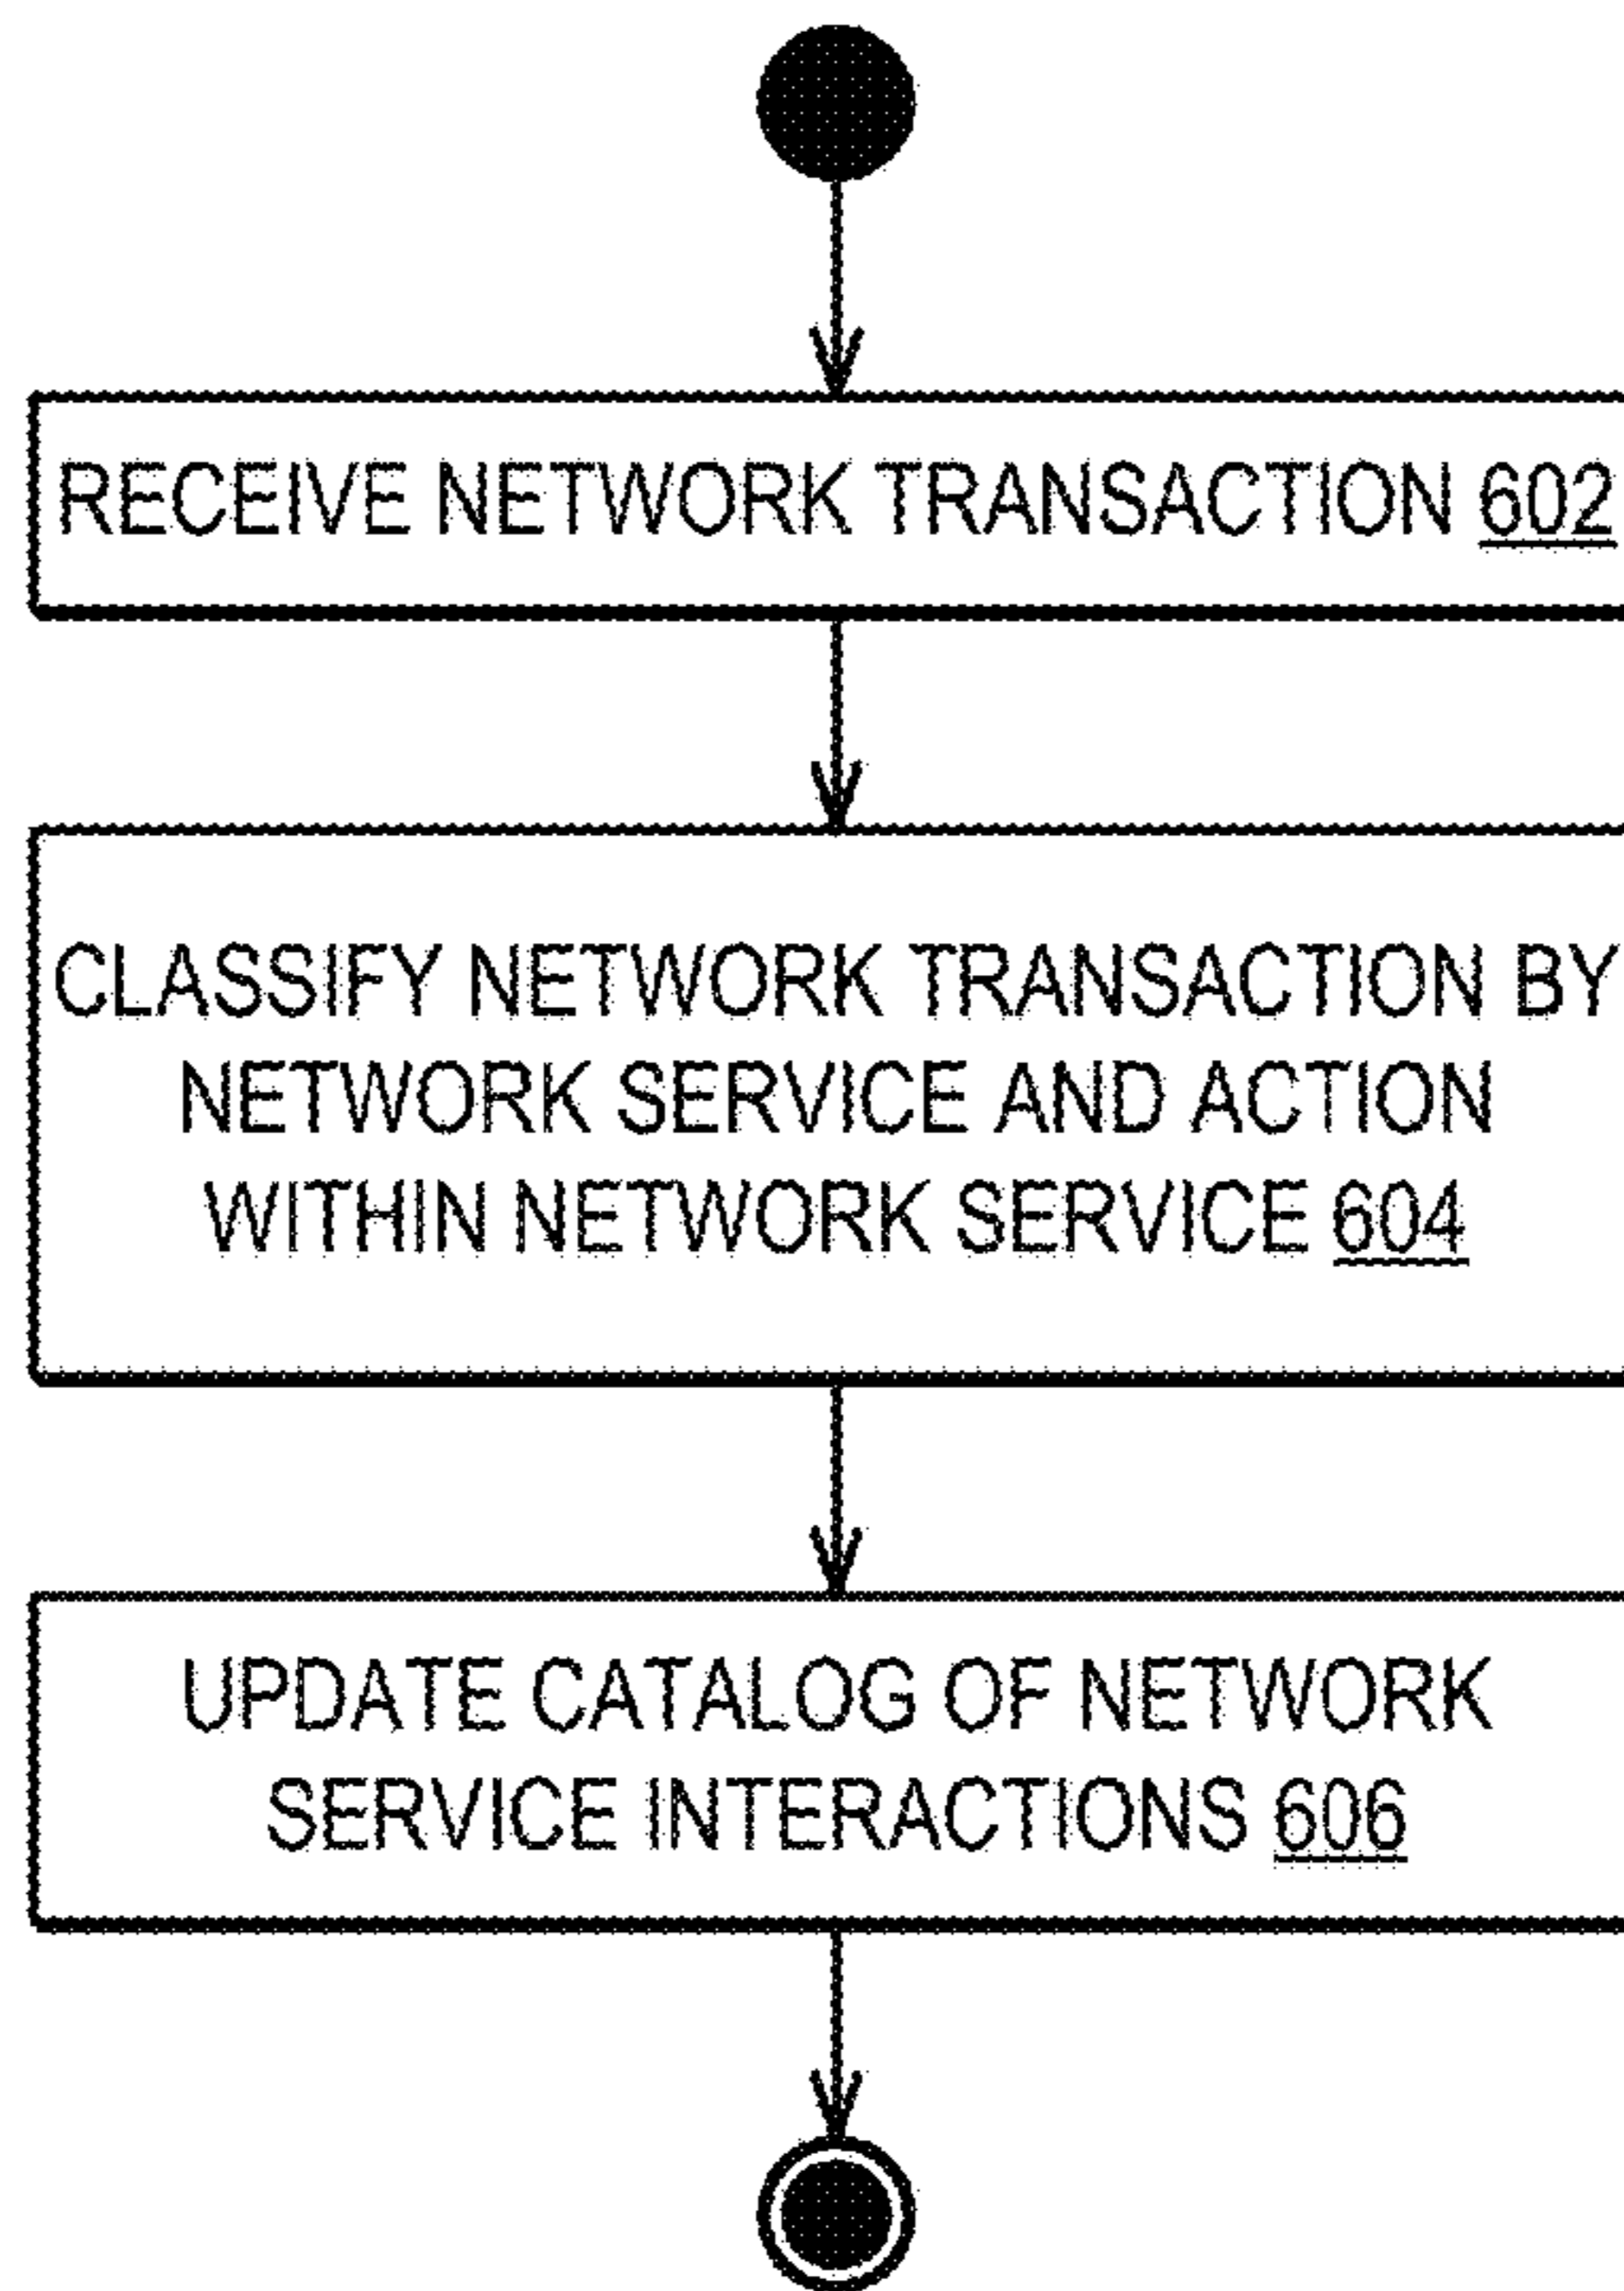 RECEIVE NETWORK TRANSACTION 602
CLASSIFY NETWORK TRANSACTION BY
NETWORK SERVICE AND ACTION
WITHIN NETWORK SERVICE 604
UPDATE CATALOG OF NETWORK
SERVICE INTERACTIONS 606